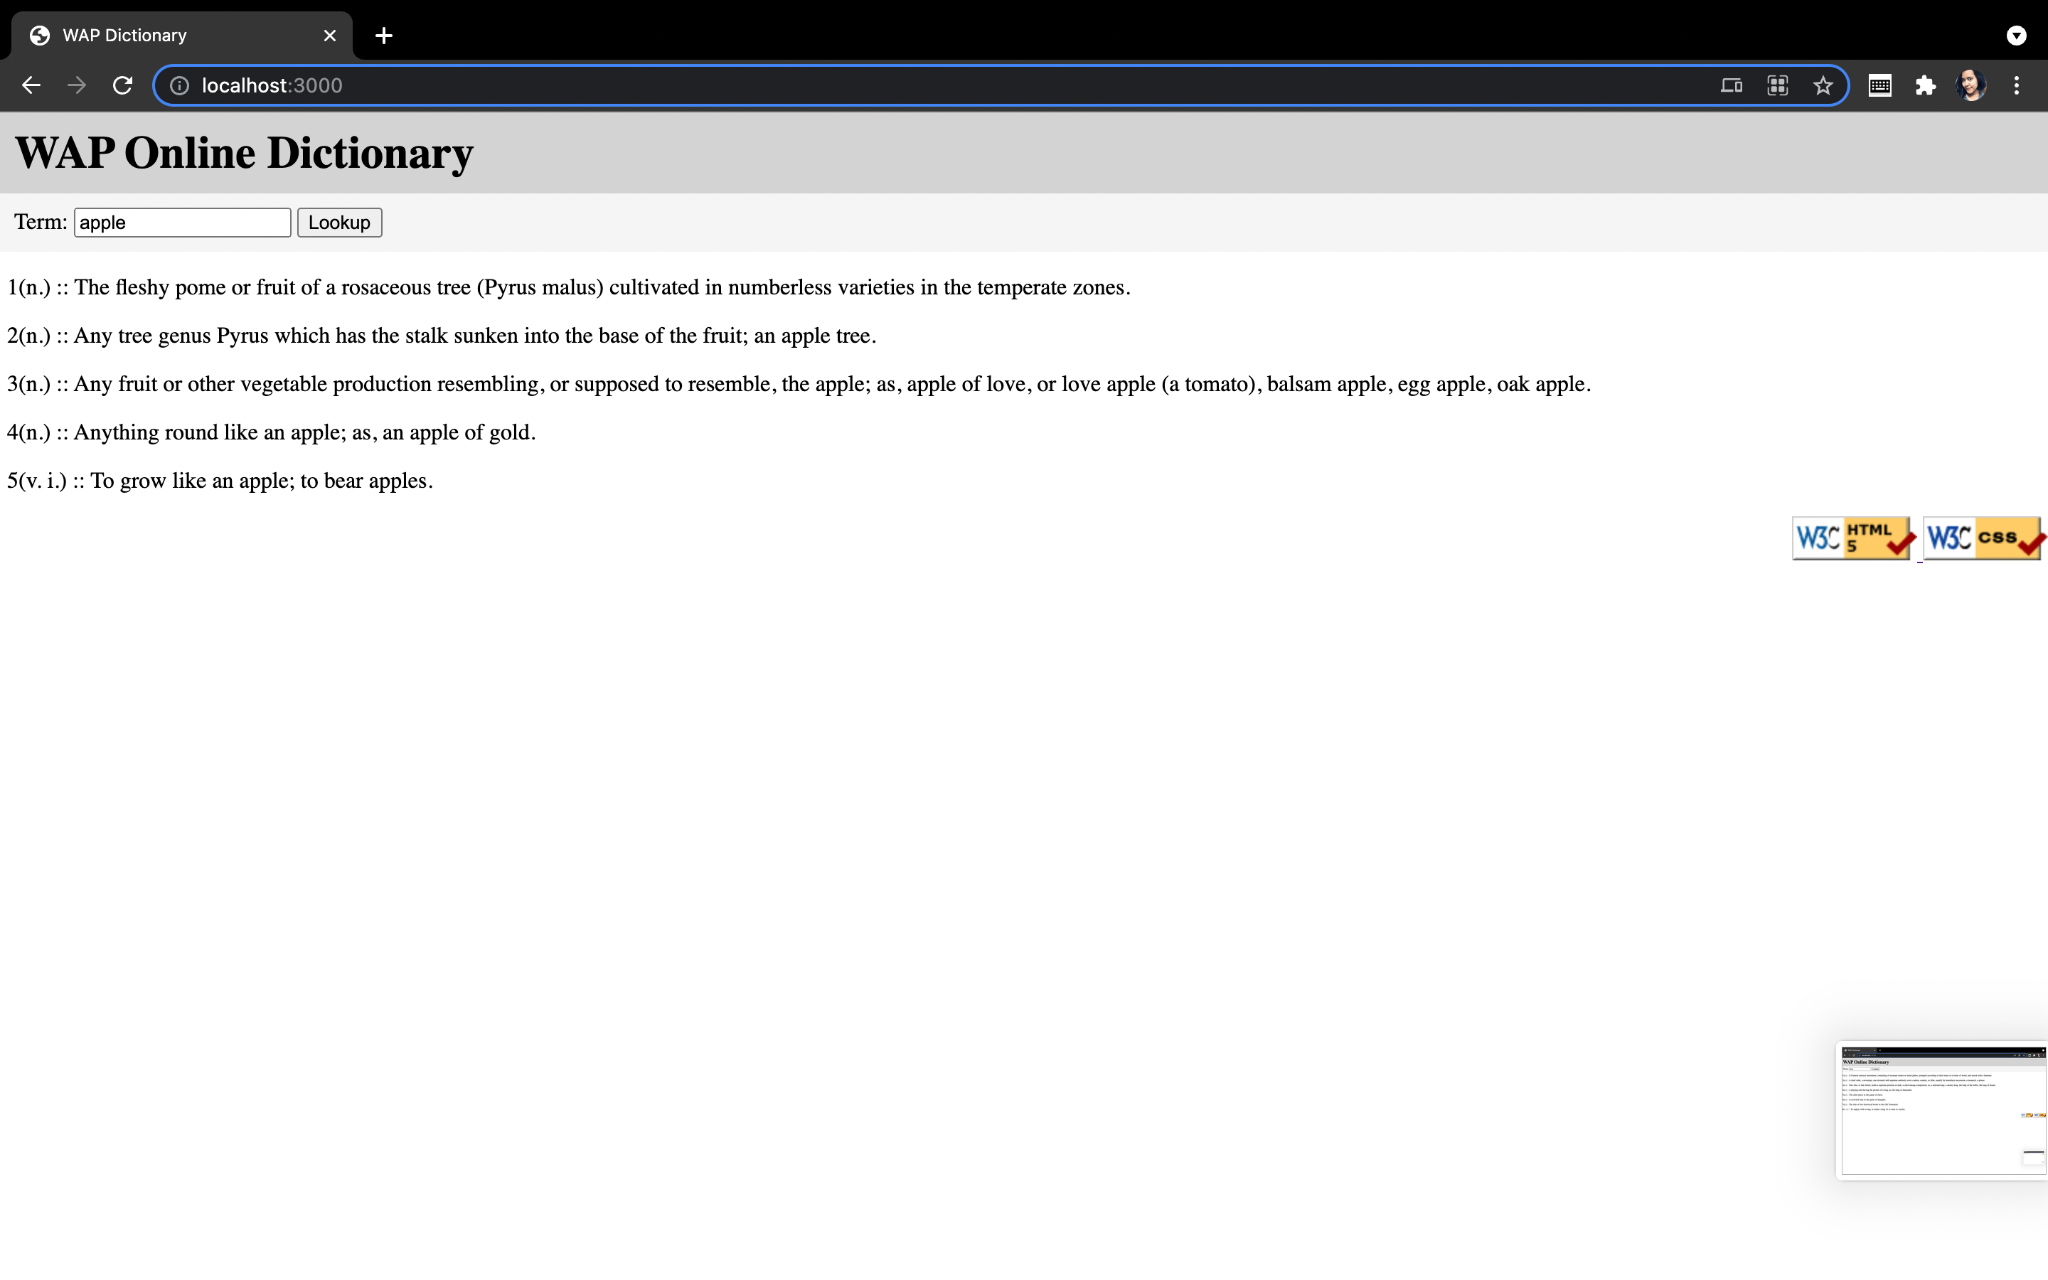 WAP Dictionary
localhost:3000
WAP Online Dictionary
Term: apple Lookup
1(n.) :: The fleshy pome or fruit of a rosaceous tree (Pyrus malus) cultivated in numberless varieties in the temperate zones.
2(n.) :: Any tree genus Pyrus which has the stalk sunken into the base of the fruit; an apple tree.
3(n.) :: Any fruit or other vegetable production resembling, or supposed to resemble, the apple; as, apple of love, or love apple (a tomato), balsam apple, egg apple, oak apple.
4(n.) :: Anything round like an apple; as, an apple of gold.
5(v. i.) :: To grow like an apple; to bear apples.
W3C HTML 5 W3C css
WAP Online Dictionary